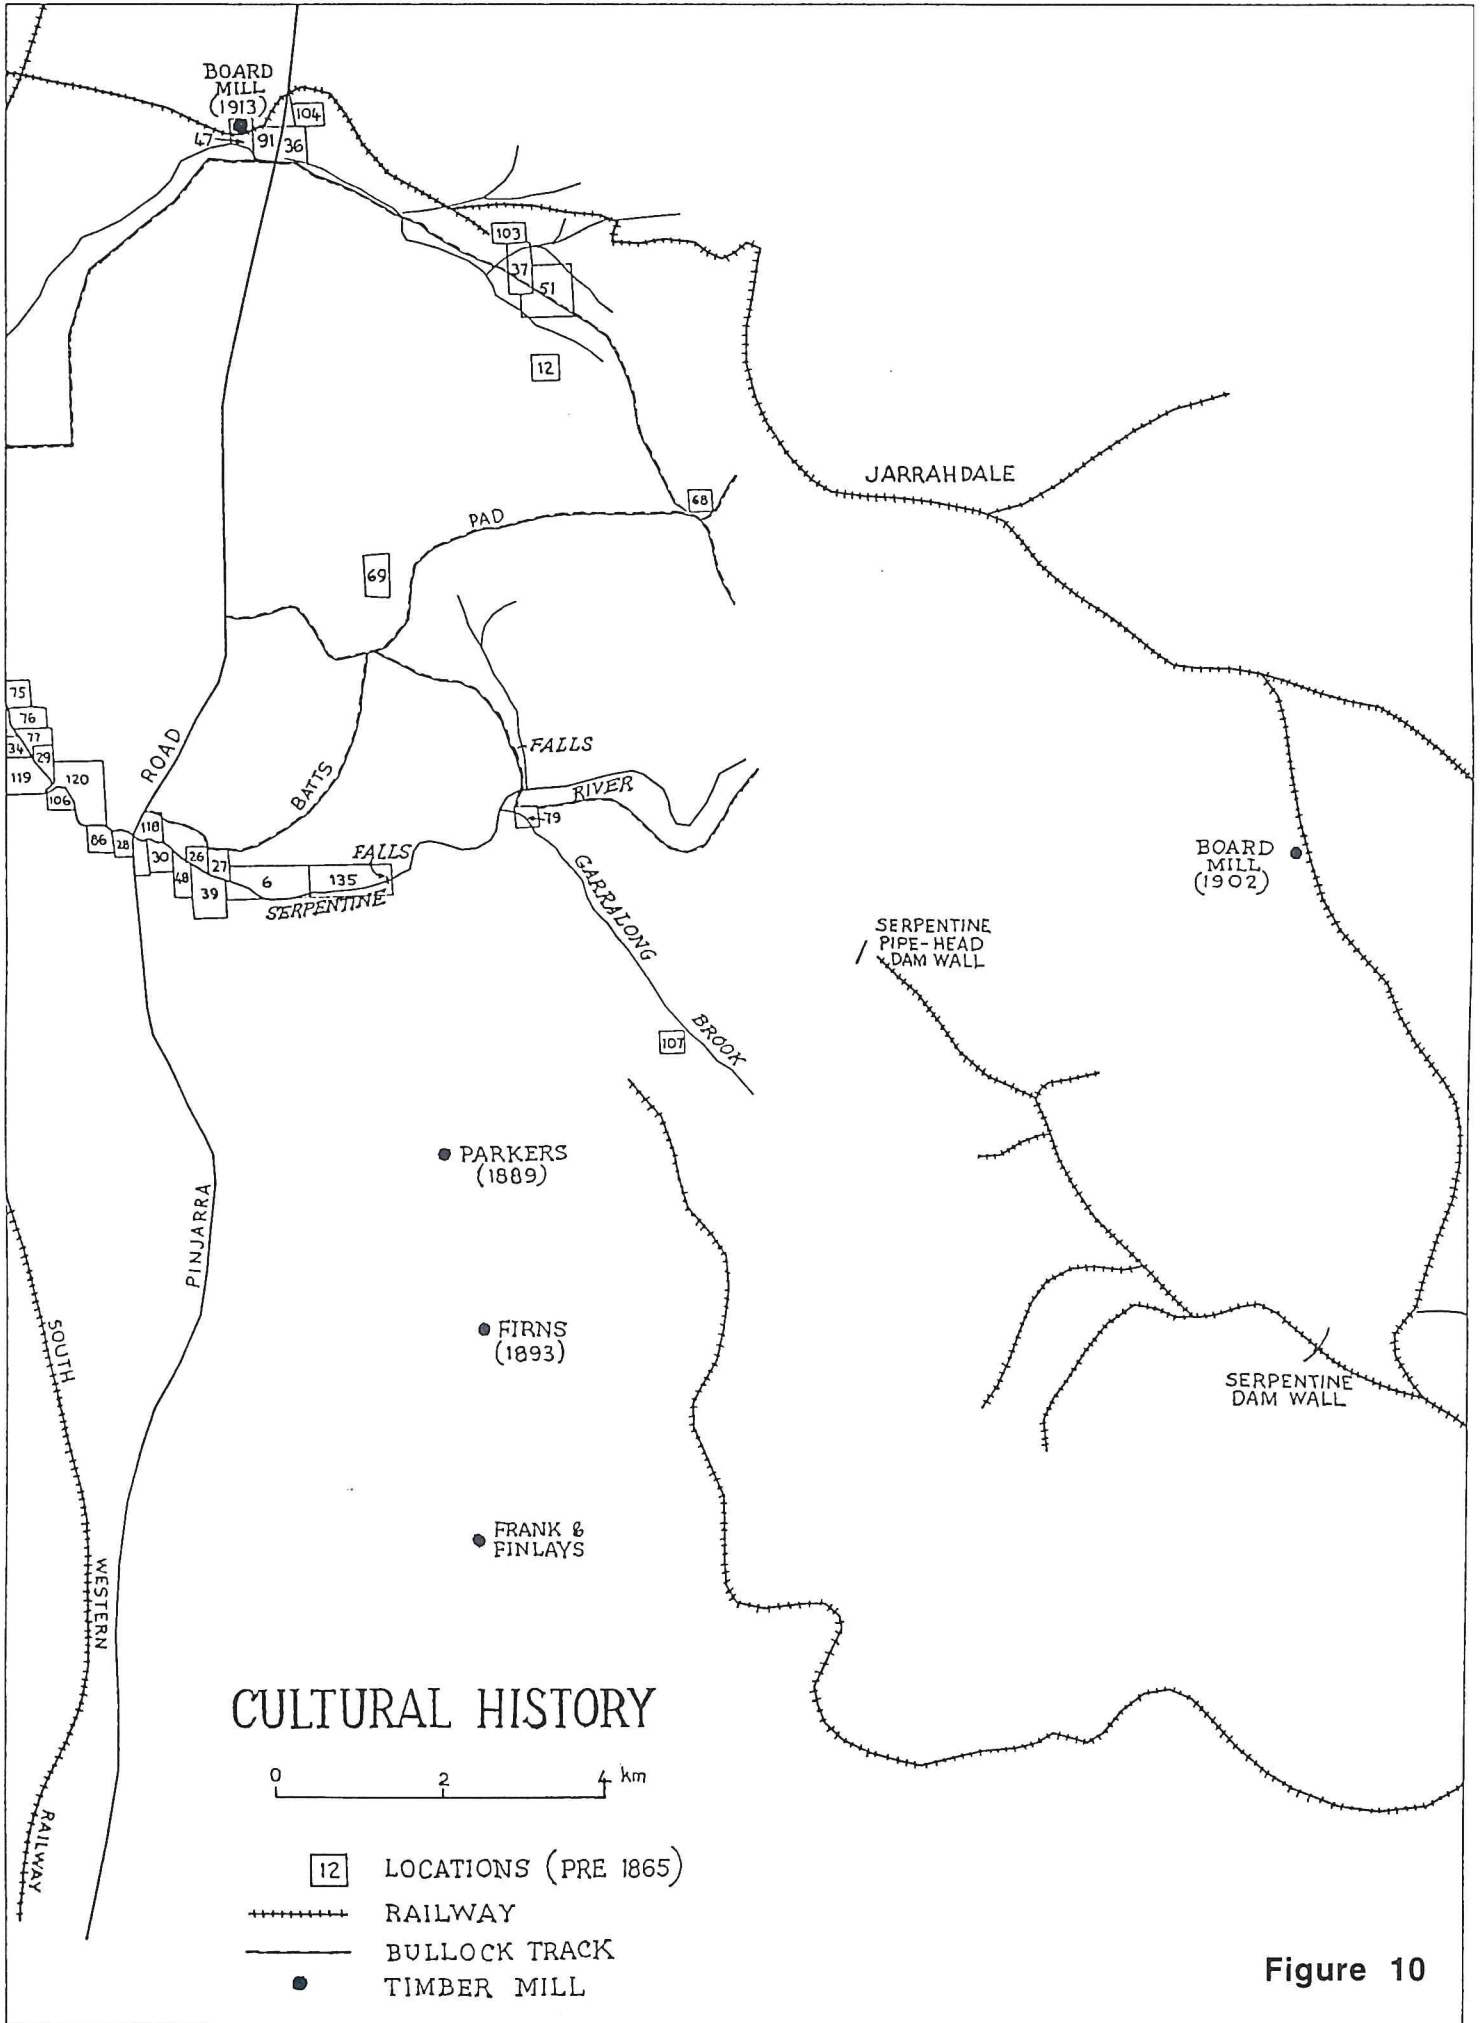 BOARD
MILL
(1913)
104
47
91
36
103
37
51
12
JARRAHDALE
68
PAD
69
75
76
77
34
29
119
120
106
ROAD
BATTS
FALLS
RIVER
79
86
28
118
30
26
27
48
39
6
135
FALLS
SERPENTINE
GARRALONG
BROOK
107
BOARD
MILL
(1902)
SERPENTINE
PIPE-HEAD
DAM WALL
PARKERS
(1889)
PINJARRA
FIRNS
(1893)
SOUTH
WESTERN
RAILWAY
SERPENTINE
DAM WALL
FRANK &
FINLAYS
CULTURAL HISTORY
0 2 4 km
12 LOCATIONS (PRE 1865)
RAILWAY
BULLOCK TRACK
TIMBER MILL
Figure 10